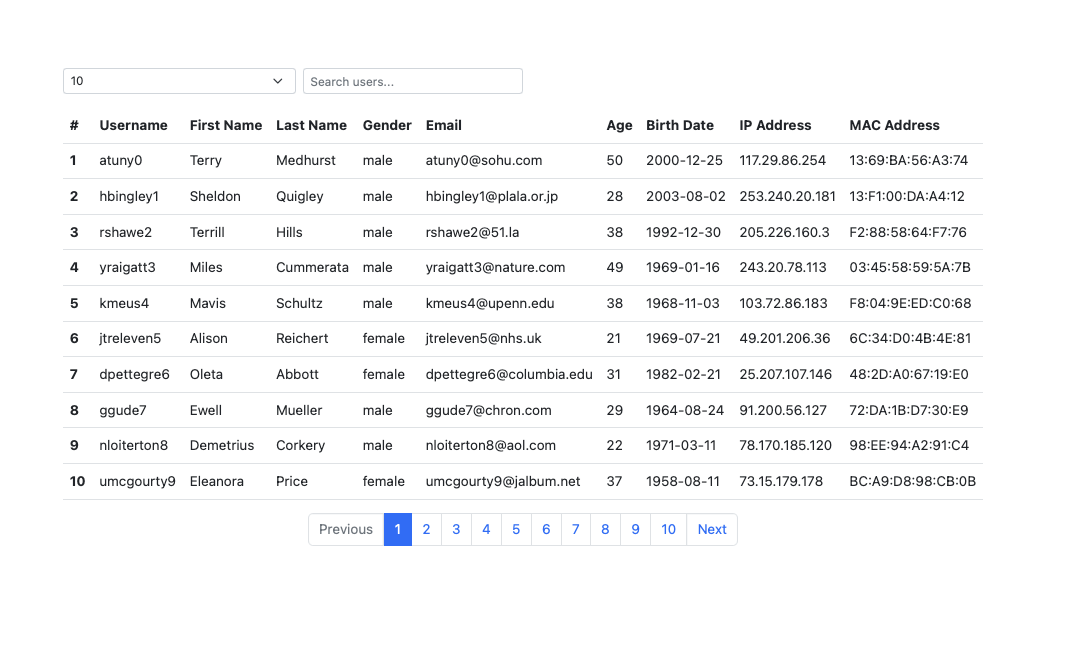 10 Search users...
# Username First Name Last Name Gender Email Age Birth Date IP Address MAC Address
1 atuny0 Terry Medhurst male atuny0@sohu.com 50 2000-12-25 117.29.86.254 13:69:BA:56:A3:74
2 hbingley1 Sheldon Quigley male hbingley1@plala.or.jp 28 2003-08-02 253.240.20.181 13:F1:00:DA:A4:12
3 rshawe2 Terrill Hills male rshawe2@51.la 38 1992-12-30 205.226.160.3 F2:88:58:64:F7:76
4 yraigatt3 Miles Cummerata male yraigatt3@nature.com 49 1969-01-16 243.20.78.113 03:45:58:59:5A:7B
5 kmeus4 Mavis Schultz male kmeus4@upenn.edu 38 1968-11-03 103.72.86.183 F8:04:9E:ED:C0:68
6 jtreleven5 Alison Reichert female jtreleven5@nhs.uk 21 1969-07-21 49.201.206.36 6C:34:D0:4B:4E:81
7 dpettegre6 Oleta Abbott female dpettegre6@columbia.edu 31 1982-02-21 25.207.107.146 48:2D:A0:67:19:E0
8 ggude7 Ewell Mueller male ggude7@chron.com 29 1964-08-24 91.200.56.127 72:DA:1B:D7:30:E9
9 nloiterton8 Demetrius Corkery male nloiterton8@aol.com 22 1971-03-11 78.170.185.120 98:EE:94:A2:91:C4
10 umcgourty9 Eleanora Price female umcgourty9@jalbum.net 37 1958-08-11 73.15.179.178 BC:A9:D8:98:CB:0B
Previous 1 2 3 4 5 6 7 8 9 10 Next